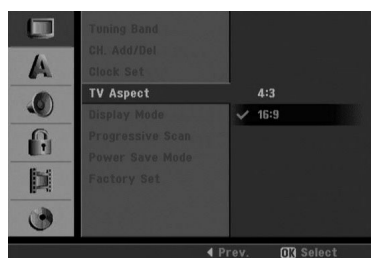 Tuning Band
CH. Add/Del
Clock Set
TV Aspect 4:3
Display Mode ✓ 16:9
Progressive Scan
Power Save Mode
Factory Set
◀ Prev. OK Select